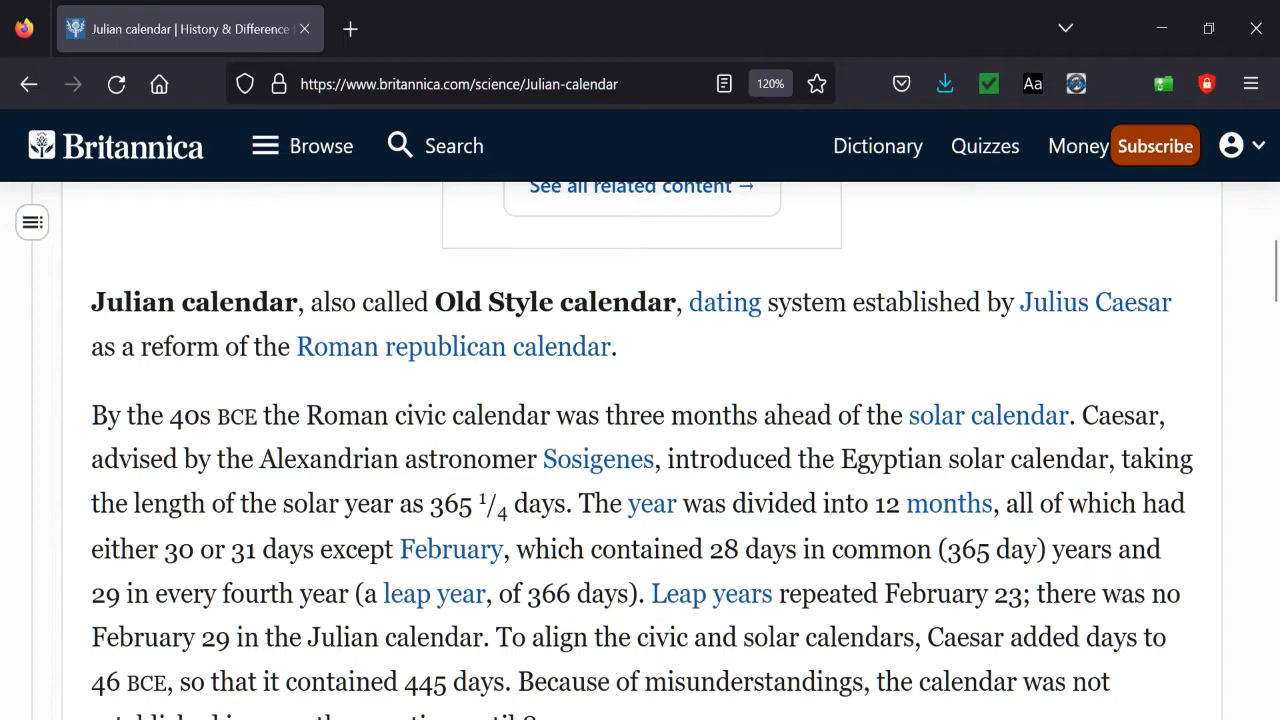 Julian calendar | History & Difference
https://www.britannica.com/science/Julian-calendar
120%
Aa
Britannica
Browse
Search
Dictionary
Quizzes
Money
Subscribe
See all related content →
Julian calendar, also called Old Style calendar, dating system established by Julius Caesar
as a reform of the Roman republican calendar.
By the 40s BCE the Roman civic calendar was three months ahead of the solar calendar. Caesar,
advised by the Alexandrian astronomer Sosigenes, introduced the Egyptian solar calendar, taking
the length of the solar year as 365 1/4 days. The year was divided into 12 months, all of which had
either 30 or 31 days except February, which contained 28 days in common (365 day) years and
29 in every fourth year (a leap year, of 366 days). Leap years repeated February 23; there was no
February 29 in the Julian calendar. To align the civic and solar calendars, Caesar added days to
46 BCE, so that it contained 445 days. Because of misunderstandings, the calendar was not